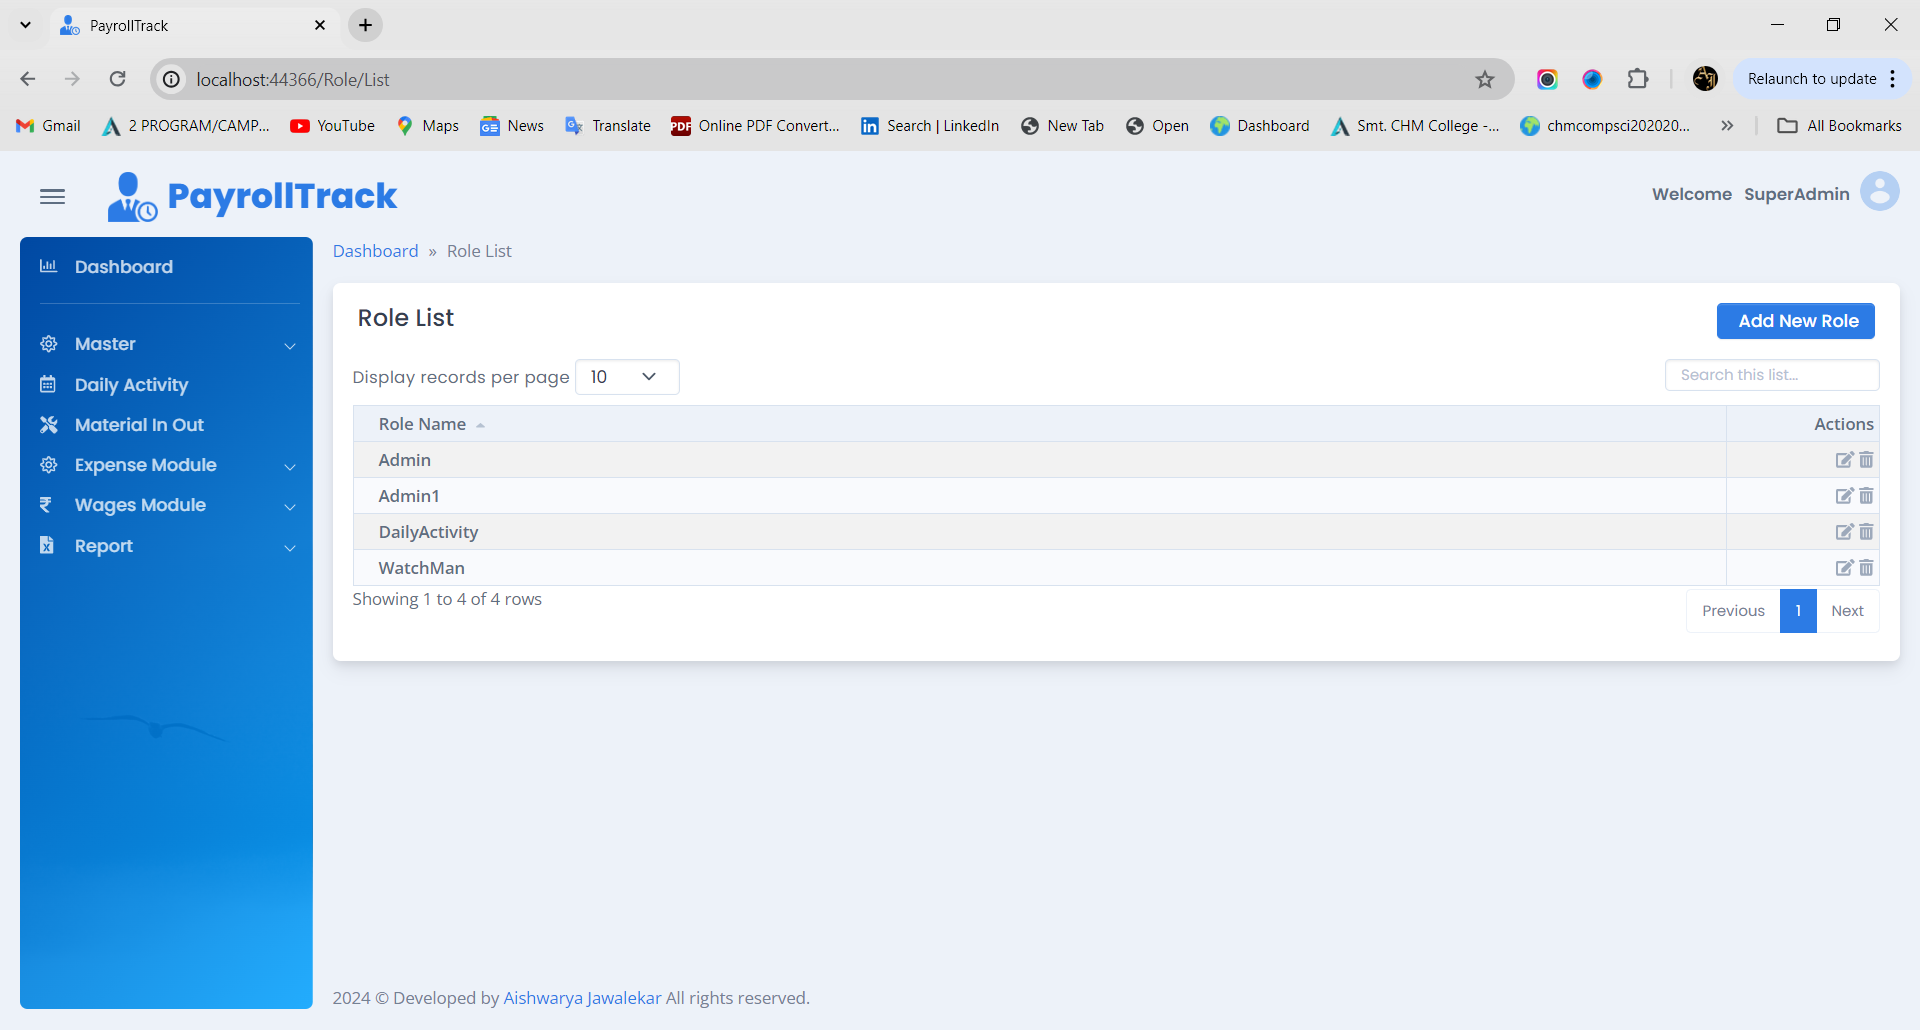 PayrollTrack
localhost:44366/Role/List
Relaunch to update
Gmail 2 PROGRAM/CAMP... YouTube Maps News Translate PDF Online PDF Convert... Search | LinkedIn New Tab Open Dashboard Smt. CHM College -... chmcompsci202020... » All Bookmarks
PayrollTrack
Welcome SuperAdmin
Dashboard
Master
Daily Activity
Material In Out
Expense Module
Wages Module
Report
Dashboard » Role List
Role List
Add New Role
Display records per page 10
Search this list...
Role Name Actions
Admin
Admin1
DailyActivity
WatchMan
Showing 1 to 4 of 4 rows
Previous 1 Next
2024 © Developed by Aishwarya Jawalekar All rights reserved.